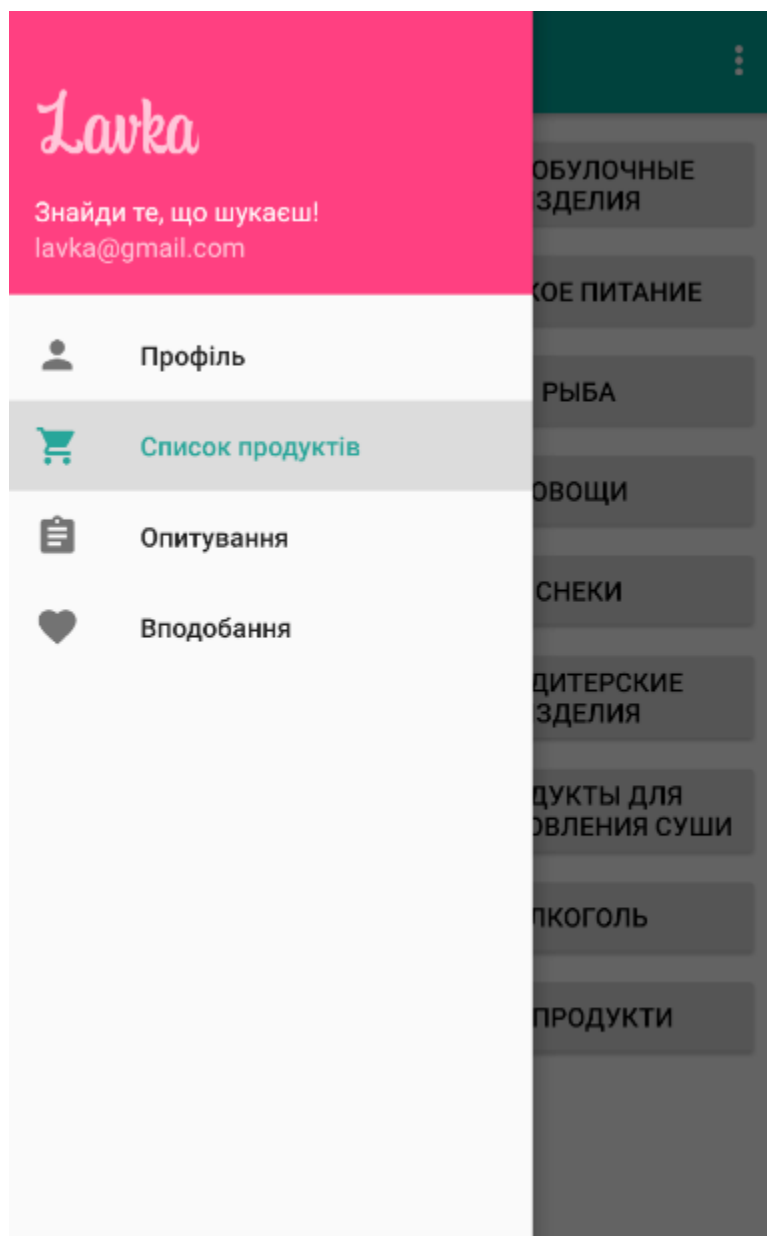 Lavka
Знайди те, що шукаєш!
lavka@gmail.com
Профіль
Список продуктів
Опитування
Вподобання
ОБУЛОЧНЫЕ
ЗДЕЛИЯ
КОЕ ПИТАНИЕ
РЫБА
ОВОЩИ
СНЕКИ
ДИТЕРСКИЕ
ЗДЕЛИЯ
ДУКТЫ ДЛЯ
ОВЛЕНИЯ СУШИ
ЛКОГОЛЬ
ПРОДУКТИ